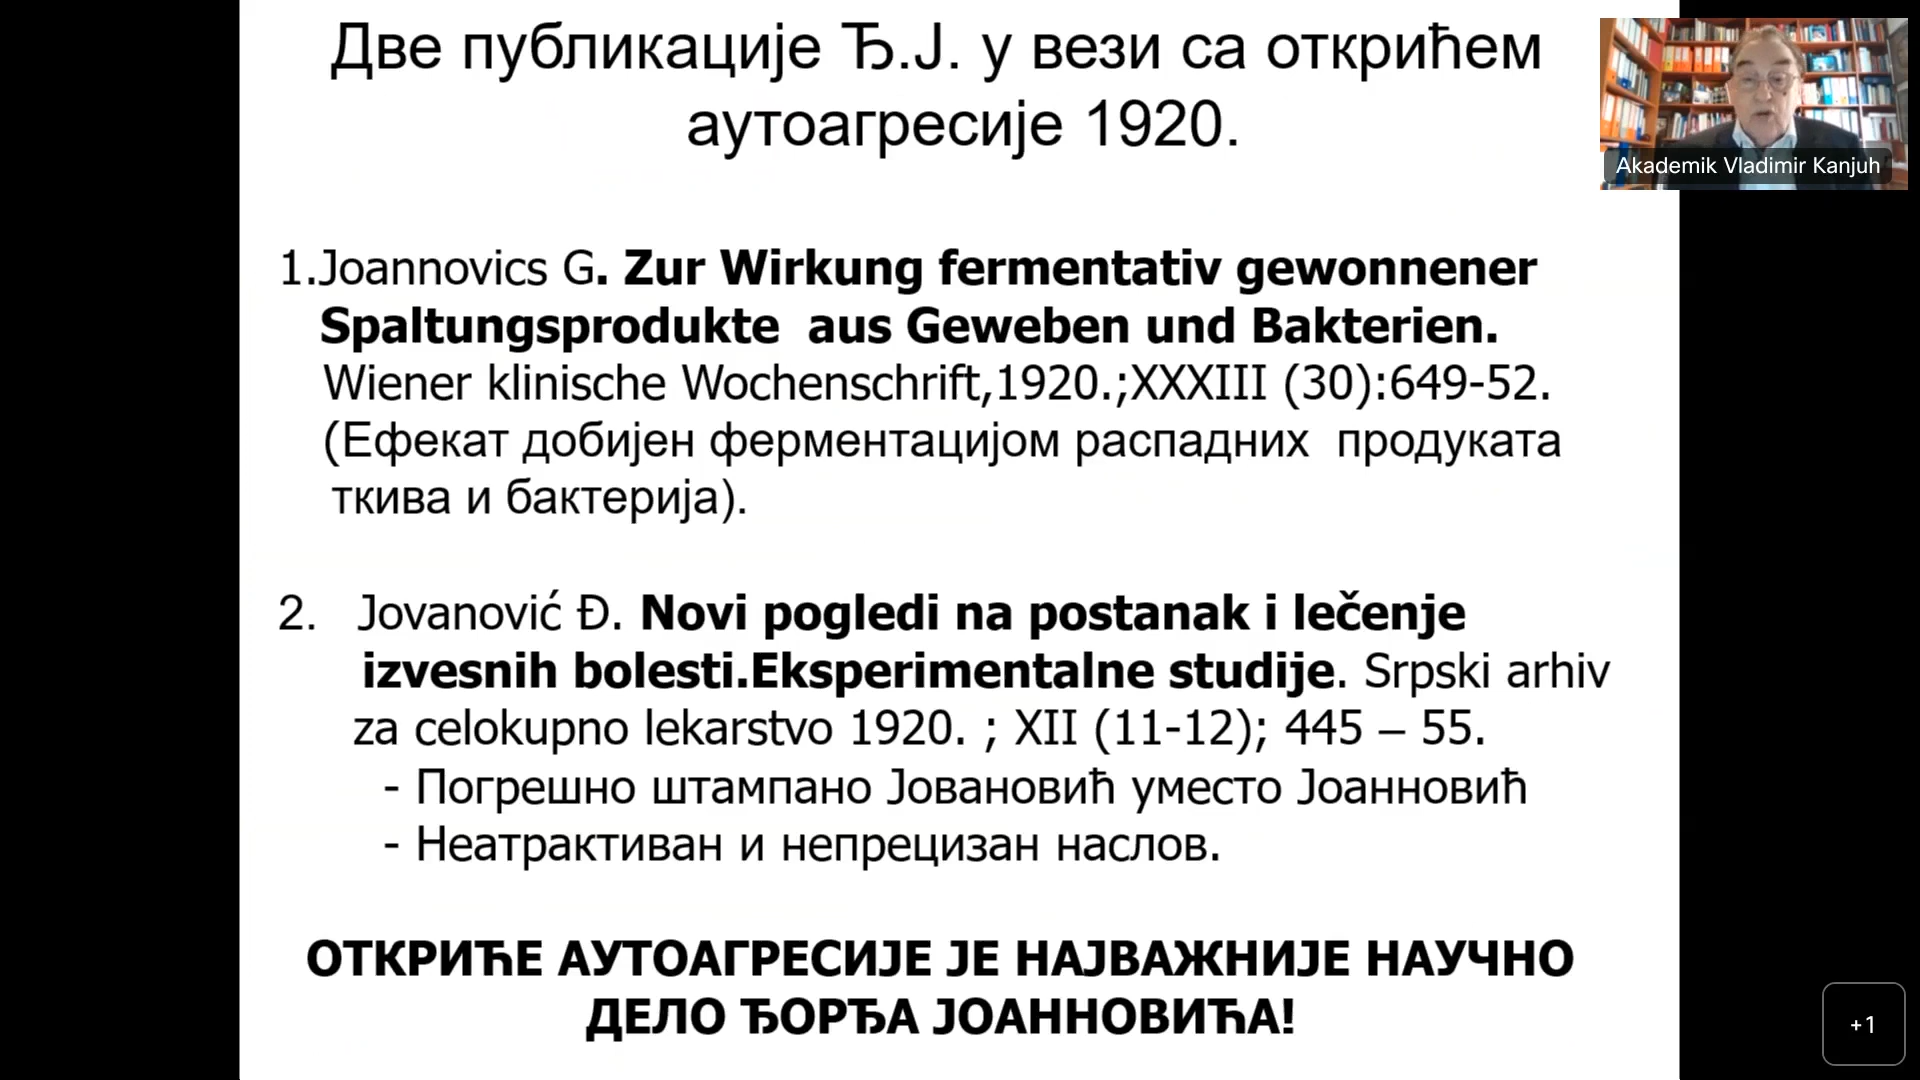 Две публикације Ђ.Ј. у вези са открићем
аутоагресије 1920.
Akademik Vladimir Kanjuh
1.Joannovics G. Zur Wirkung fermentativ gewonnener
Spaltungsprodukte aus Geweben und Bakterien.
Wiener klinische Wochenschrift,1920.;XXXIII (30):649-52.
(Ефекат добијен ферментацијом распадних продуката
ткива и бактерија).
2. Jovanović Đ. Novi pogledi na postanak i lečenje
izvesnih bolesti.Eksperimentalne studije. Srpski arhiv
za celokupno lekarstvo 1920. ; XII (11-12); 445 – 55.
- Погрешно штампано Јовановић уместо Јоанновић
- Неатрактиван и непрецизан наслов.
ОТКРИЋЕ АУТОАГРЕСИЈЕ ЈЕ НАЈВАЖНИЈЕ НАУЧНО
ДЕЛО ЂОРЂА ЈОАННОВИЋА!
+1